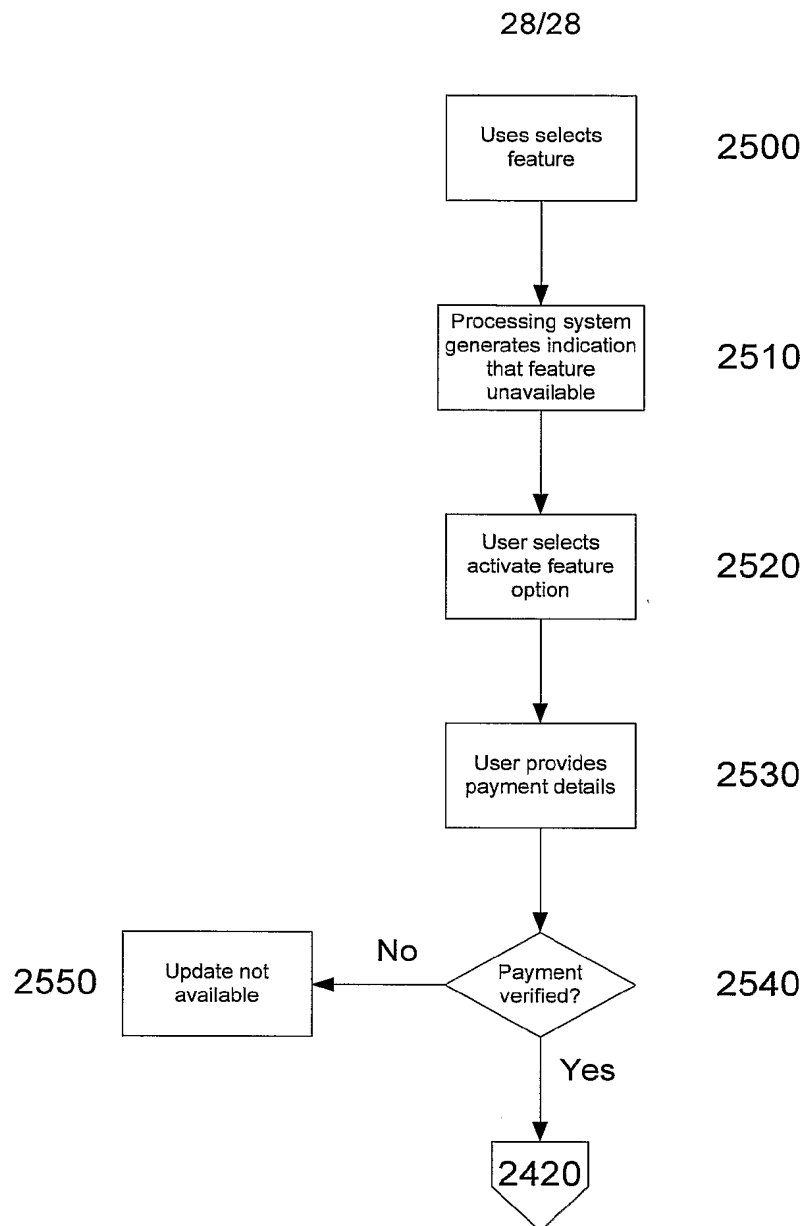 28/28
Uses selects
feature
2500
Processing system
generates indication
that feature
unavailable
2510
User selects
activate feature
option
2520
User provides
payment details
2530
2550
Update not
available
No
Payment
verified?
2540
Yes
2420